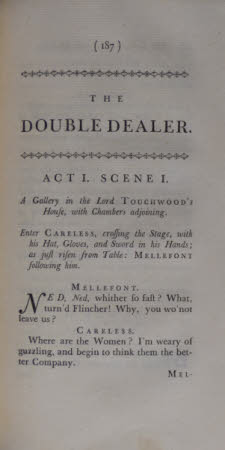 ( 187 )
THE
DOUBLE DEALER.
ACT I. SCENE I.
A Gallery in the Lord TOUCHWOOD's
House, with Chambers adjoining.
Enter CARELESS, crossing the Stage, with
his Hat, Gloves, and Sword in his Hands;
as just risen from Table: MELLEFONT
following him.
MELLEFONT.
NED, Ned, whither so fast? What,
turn'd Flincher! Why, you wo'not
leave us?
CARELESS.
Where are the Women? I'm weary of
guzzling, and begin to think them the bet-
ter Company.
MEL-